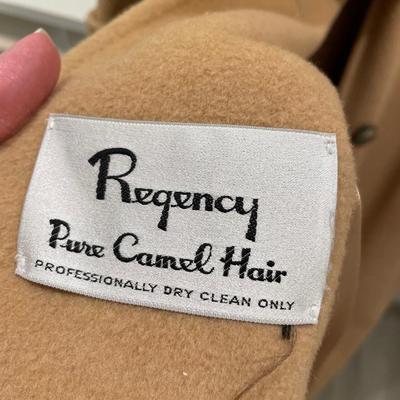 Regency
Pure Camel Hair
PROFESSIONALLY DRY CLEAN ONLY